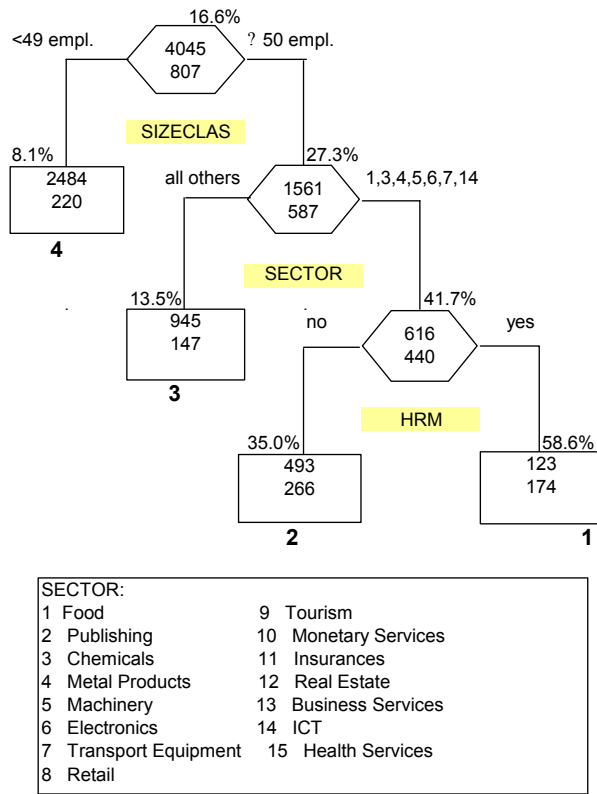 16.6%
<49 empl.
? 50 empl.
4045
807
SIZECLAS
8.1%
27.3%
2484
220
4
all others
1561
587
1,3,4,5,6,7,14
SECTOR
13.5%
41.7%
945
147
3
no
616
440
yes
HRM
35.0%
58.6%
493
266
2
123
174
1
SECTOR:
1 Food 9 Tourism
2 Publishing 10 Monetary Services
3 Chemicals 11 Insurances
4 Metal Products 12 Real Estate
5 Machinery 13 Business Services
6 Electronics 14 ICT
7 Transport Equipment 15 Health Services
8 Retail